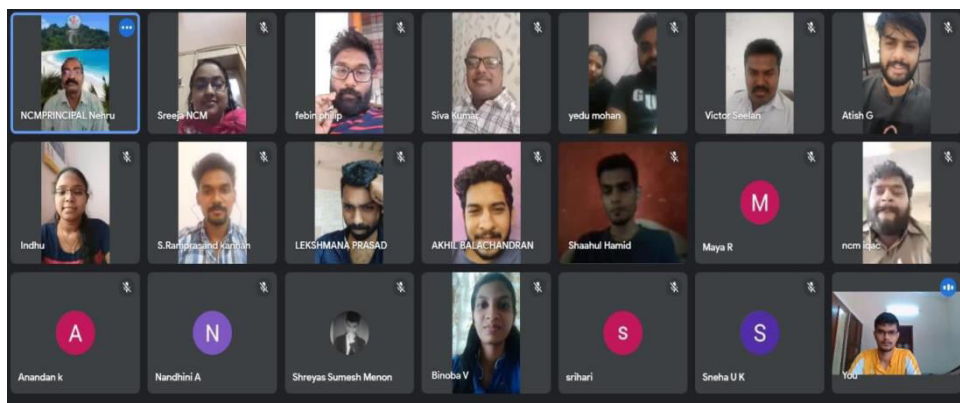 NCMPRINCIPAL Nehru
Sreeja NCM
febin philip
Siva Kumar
yedu mohan
Victor Seelan
Atish G
Indhu
S.Ramprasand kannan
LEKSHMANA PRASAD
AKHIL BALACHANDRAN
Shaahul Hamid
M
Maya R
ncm iqac
A
Anandan k
N
Nandhini A
Shreyas Sumesh Menon
Binoba V
s
srihari
S
Sneha U K
You